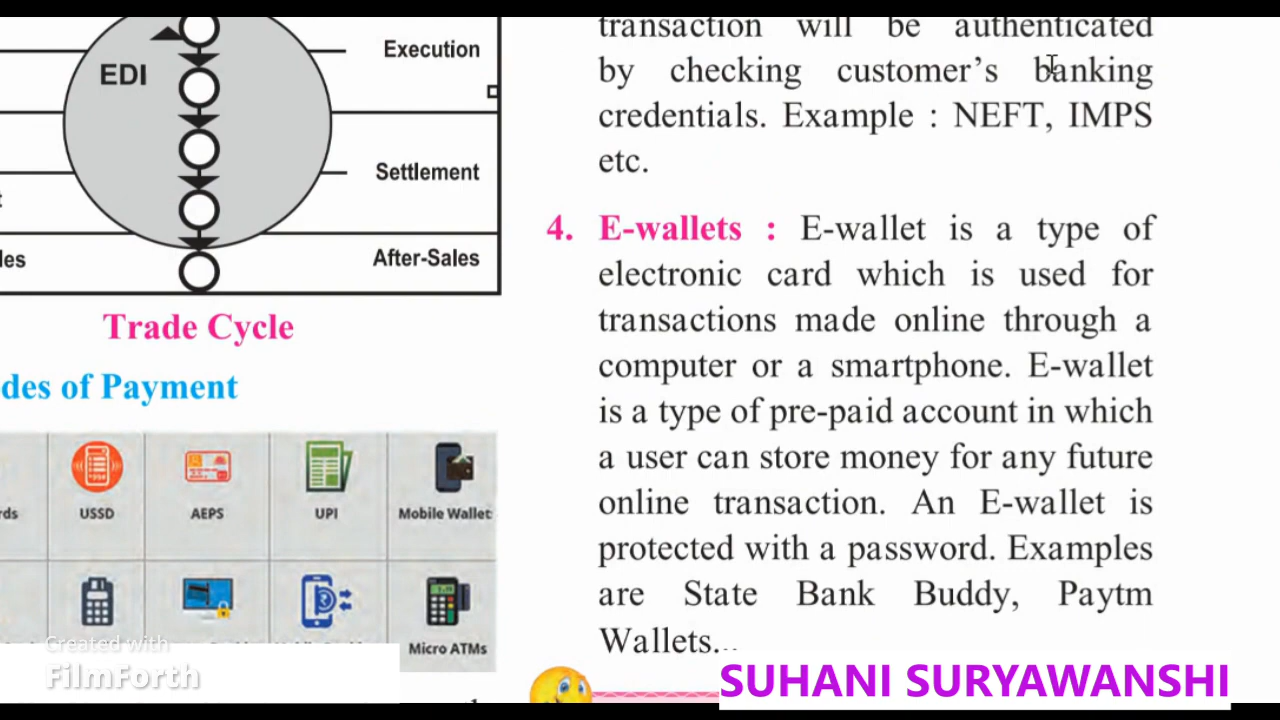 EDI
Execution
Settlement
After-Sales
Trade Cycle
of Payment
USSD
AEPS
UPI
Mobile Wallet
Micro ATMs
transaction will be authenticated
by checking customer’s banking
credentials. Example : NEFT, IMPS
etc.
4. E-wallets : E-wallet is a type of
electronic card which is used for
transactions made online through a
computer or a smartphone. E-wallet
is a type of pre-paid account in which
a user can store money for any future
online transaction. An E-wallet is
protected with a password. Examples
are State Bank Buddy, Paytm
Wallets.
Created with
FilmForth
SUHANI SURYAWANSHI